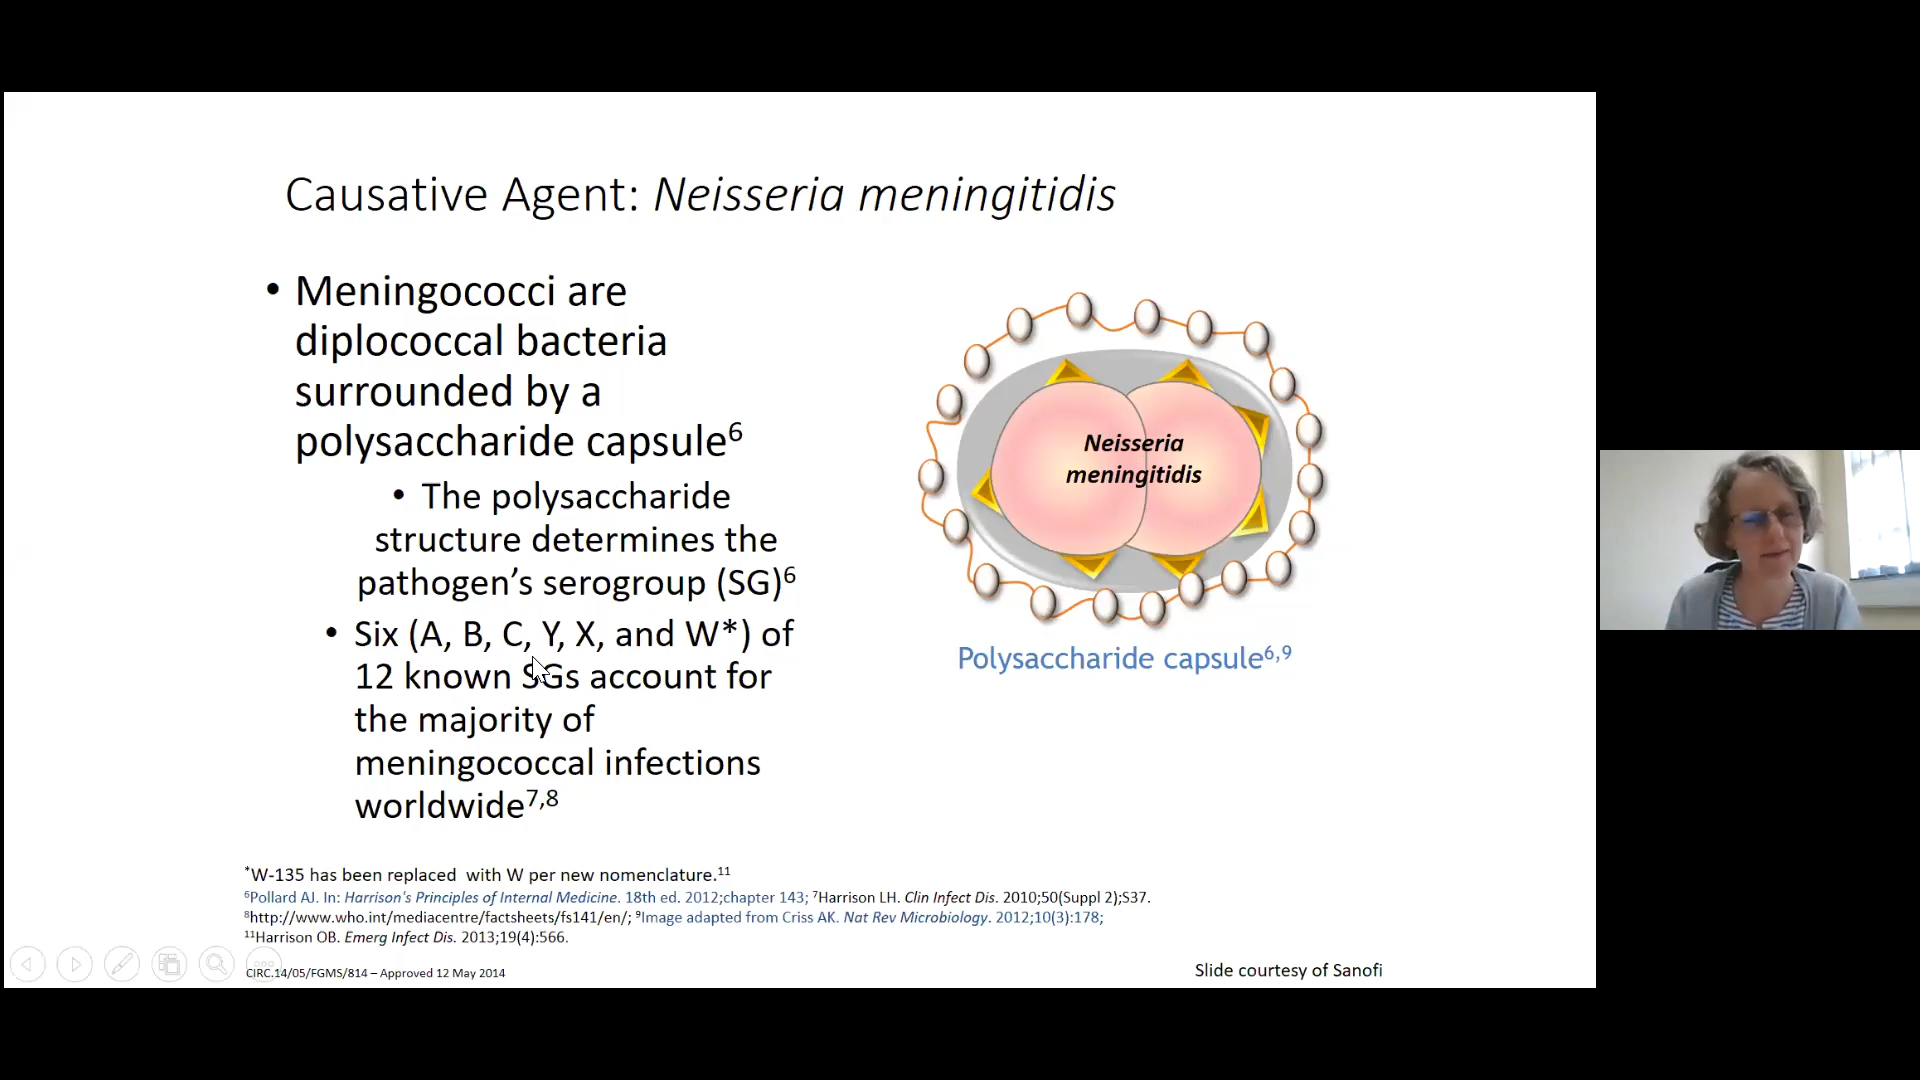 Causative Agent: Neisseria meningitidis
• Meningococci are
diplococcal bacteria
surrounded by a
polysaccharide capsule6
• The polysaccharide
structure determines the
pathogen’s serogroup (SG)6
• Six (A, B, C, Y, X, and W*) of
12 known SGs account for
the majority of
meningococcal infections
worldwide7,8
Neisseria
meningitidis
Polysaccharide capsule6,9
*W-135 has been replaced with W per new nomenclature.11
6Pollard AJ. In: Harrison's Principles of Internal Medicine. 18th ed. 2012;chapter 143; 7Harrison LH. Clin Infect Dis. 2010;50(Suppl 2);S37.
8http://www.who.int/mediacentre/factsheets/fs141/en/; 9Image adapted from Criss AK. Nat Rev Microbiology. 2012;10(3):178;
11Harrison OB. Emerg Infect Dis. 2013;19(4):566.
CIRC.14/05/FGMS/814 – Approved 12 May 2014
Slide courtesy of Sanofi